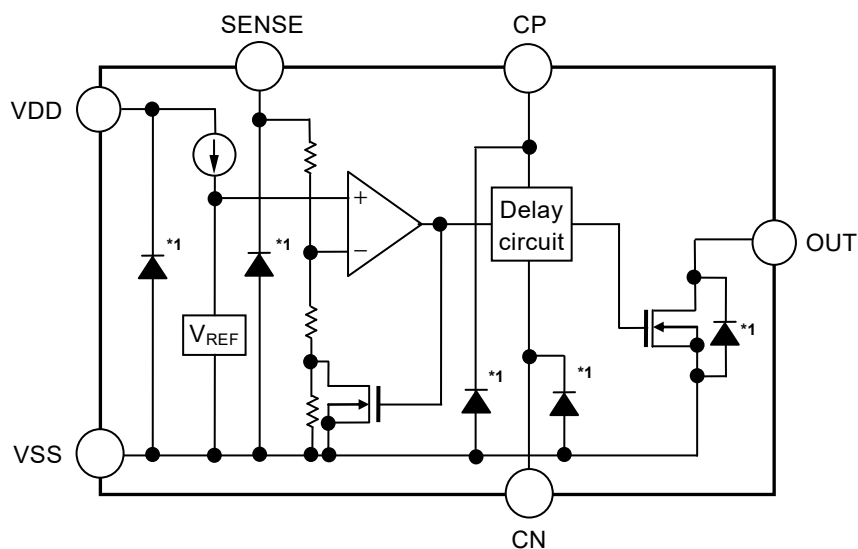 SENSE
CP
VDD
*1
*1
+
−
Delay
circuit
OUT
VREF
*1
*1
*1
VSS
CN